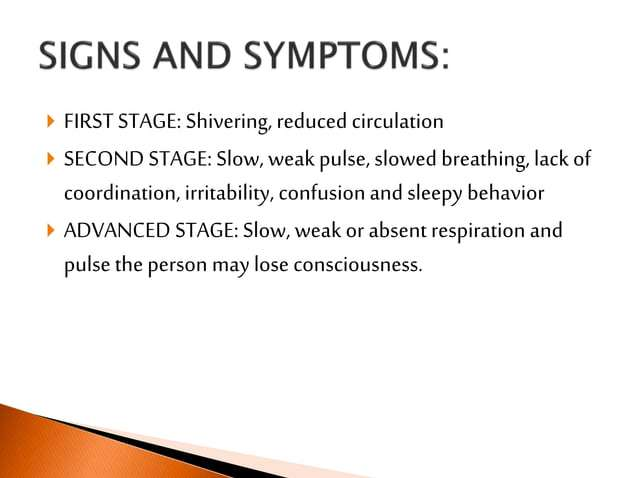 SIGNS AND SYMPTOMS:
FIRST STAGE: Shivering, reduced circulation
SECOND STAGE: Slow, weak pulse, slowed breathing, lack of
coordination, irritability, confusion and sleepy behavior
ADVANCED STAGE: Slow, weak or absent respiration and
pulse the person may lose consciousness.